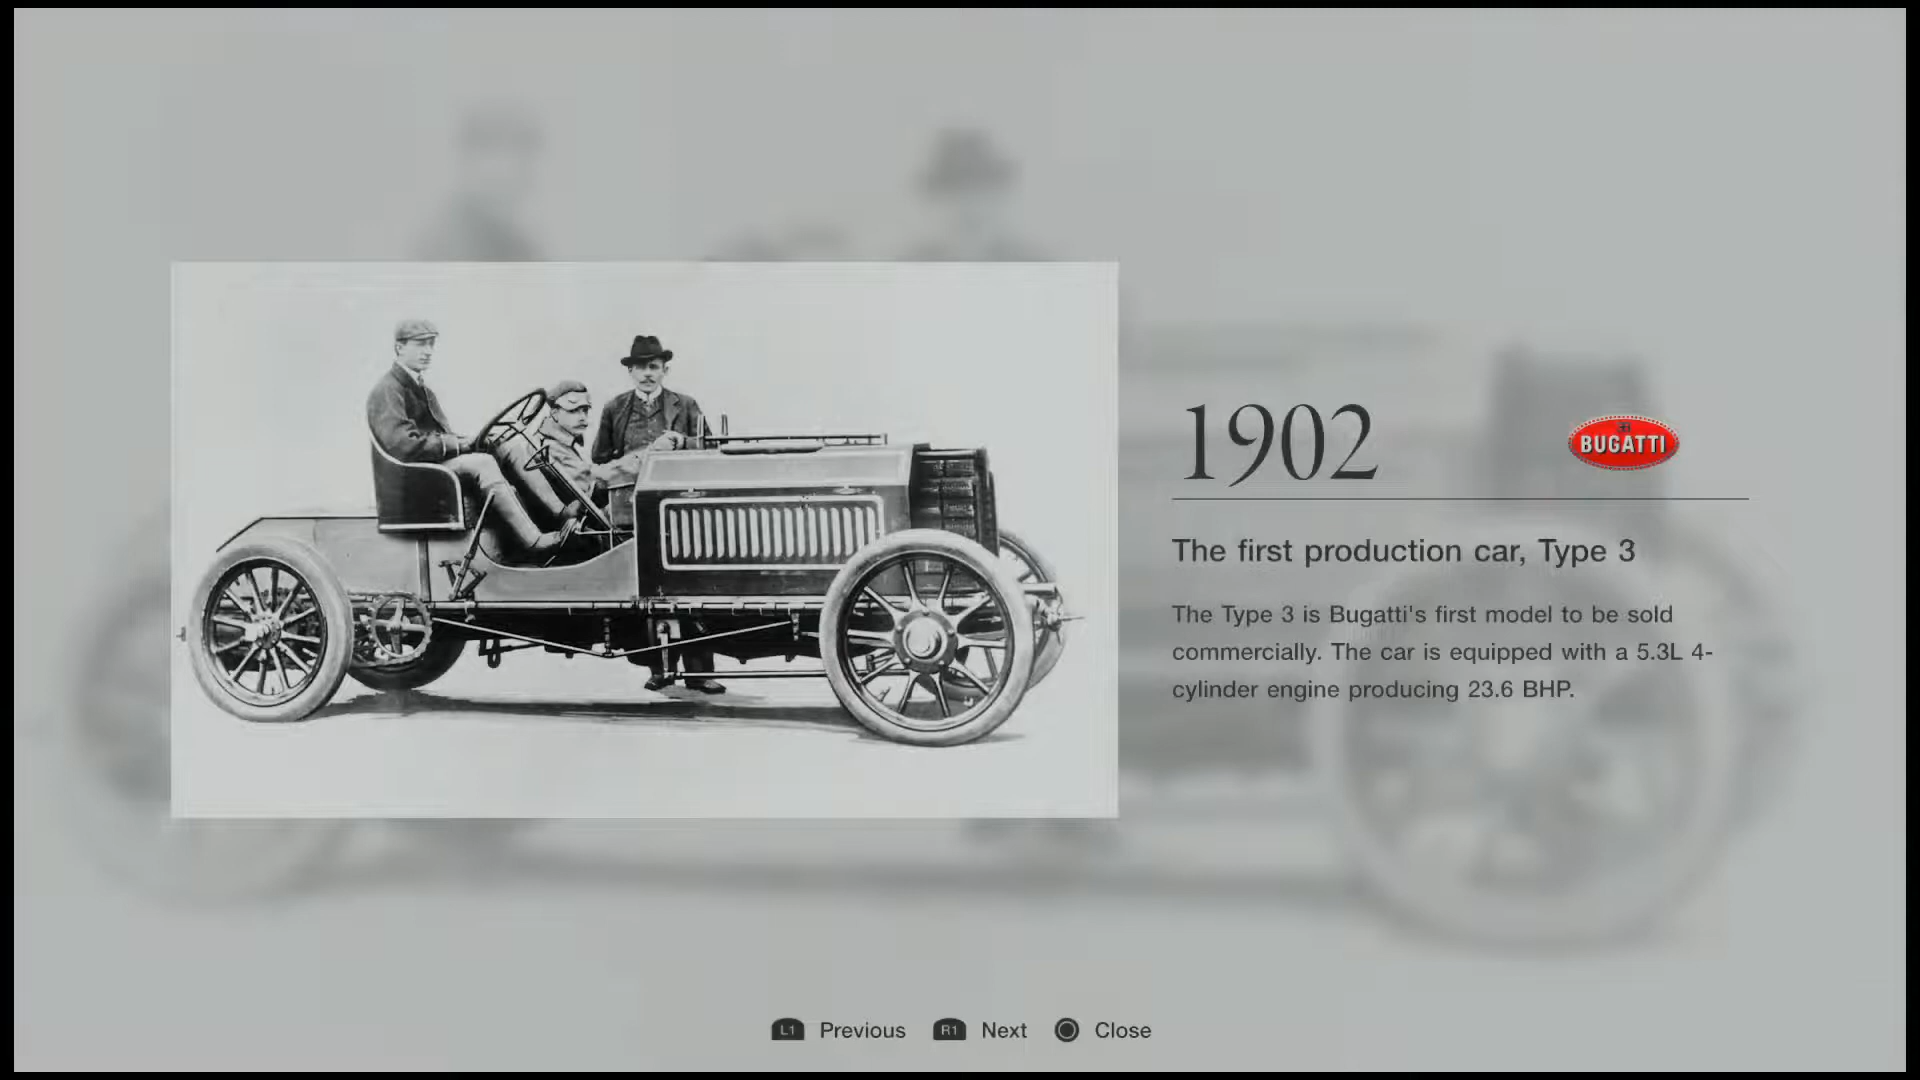 1902
BUGATTI
The first production car, Type 3
The Type 3 is Bugatti's first model to be sold
commercially. The car is equipped with a 5.3L 4-
cylinder engine producing 23.6 BHP.
L1 Previous R1 Next Close